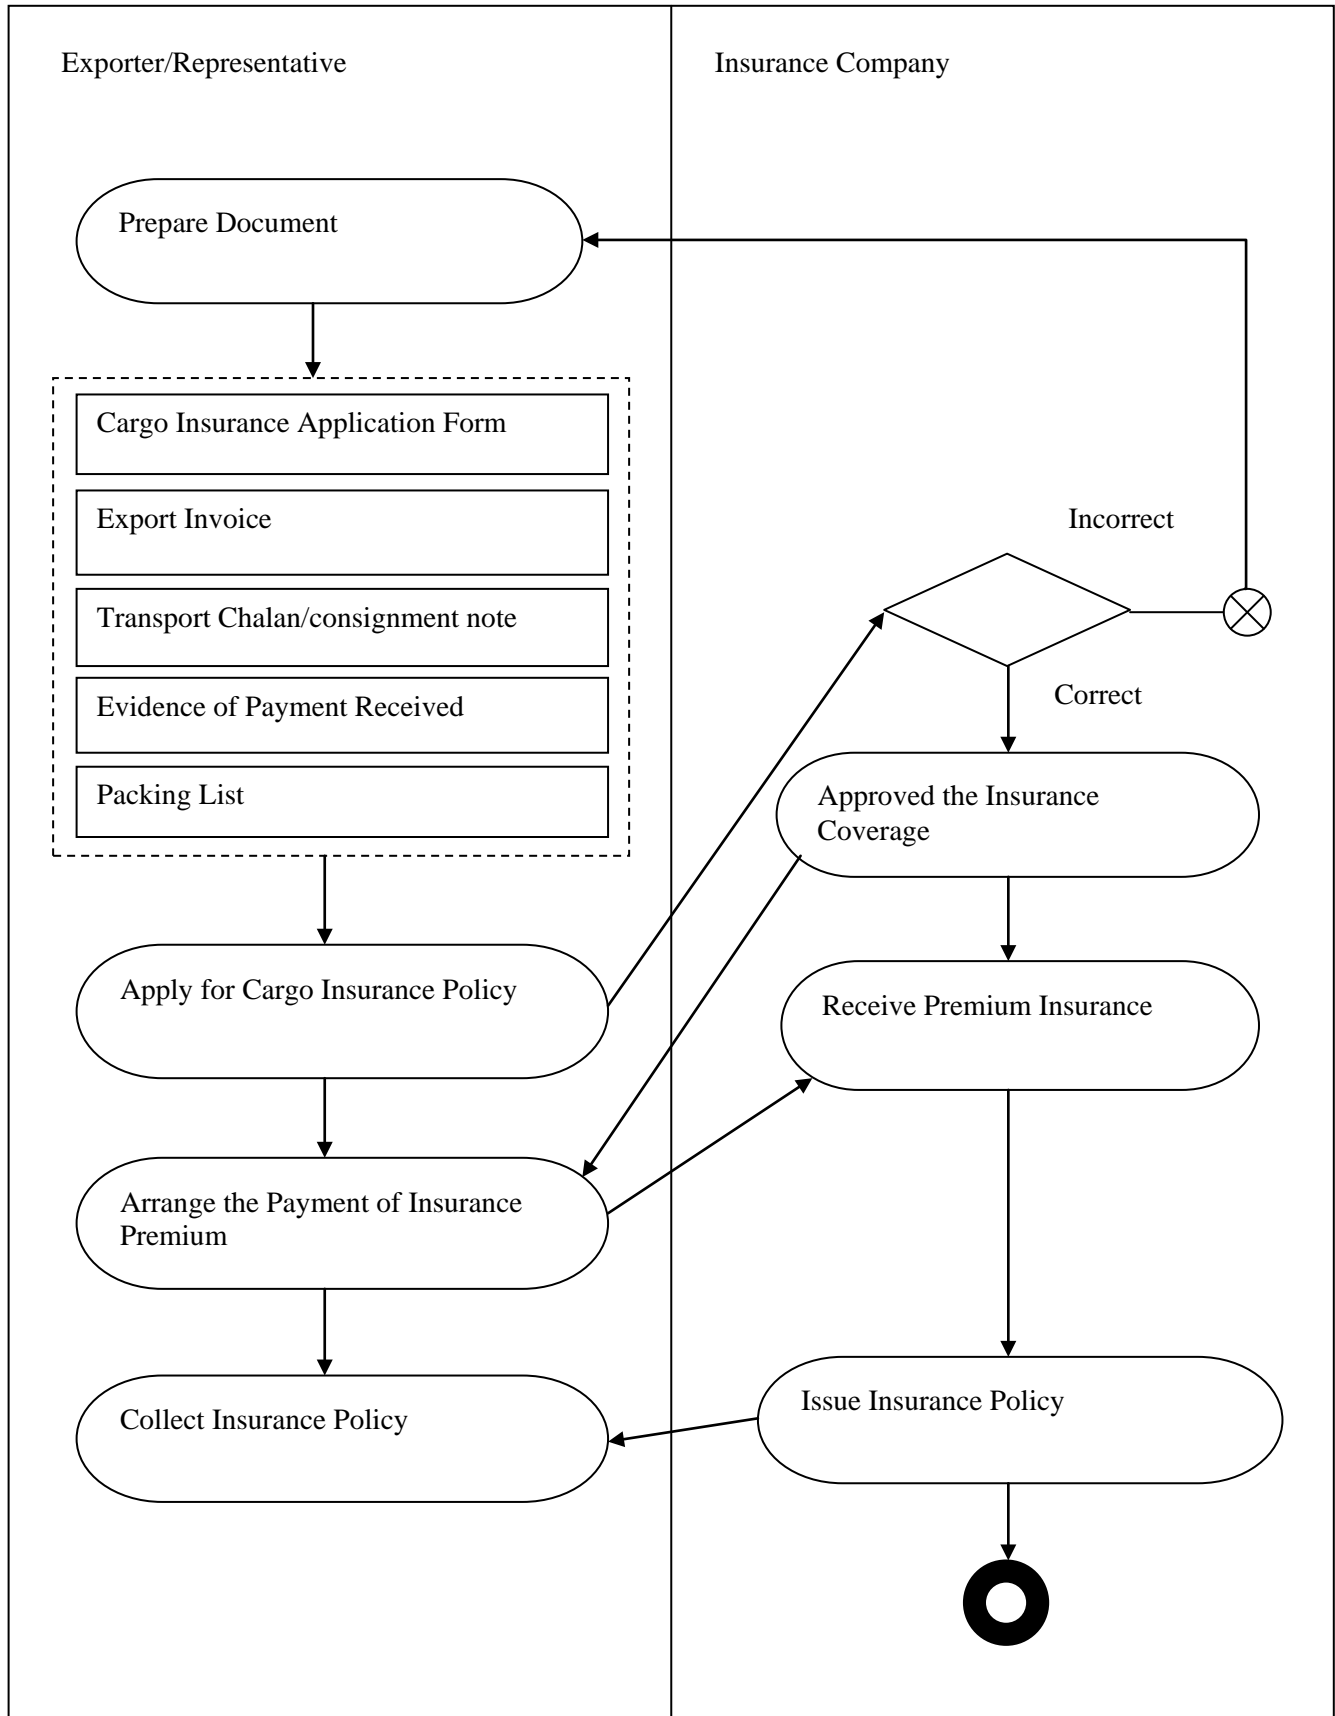 Exporter/Representative
Insurance Company
Prepare Document
Cargo Insurance Application Form
Export Invoice
Transport Chalan/consignment note
Evidence of Payment Received
Packing List
Apply for Cargo Insurance Policy
Arrange the Payment of Insurance
Premium
Collect Insurance Policy
Incorrect
Correct
Approved the Insurance
Coverage
Receive Premium Insurance
Issue Insurance Policy